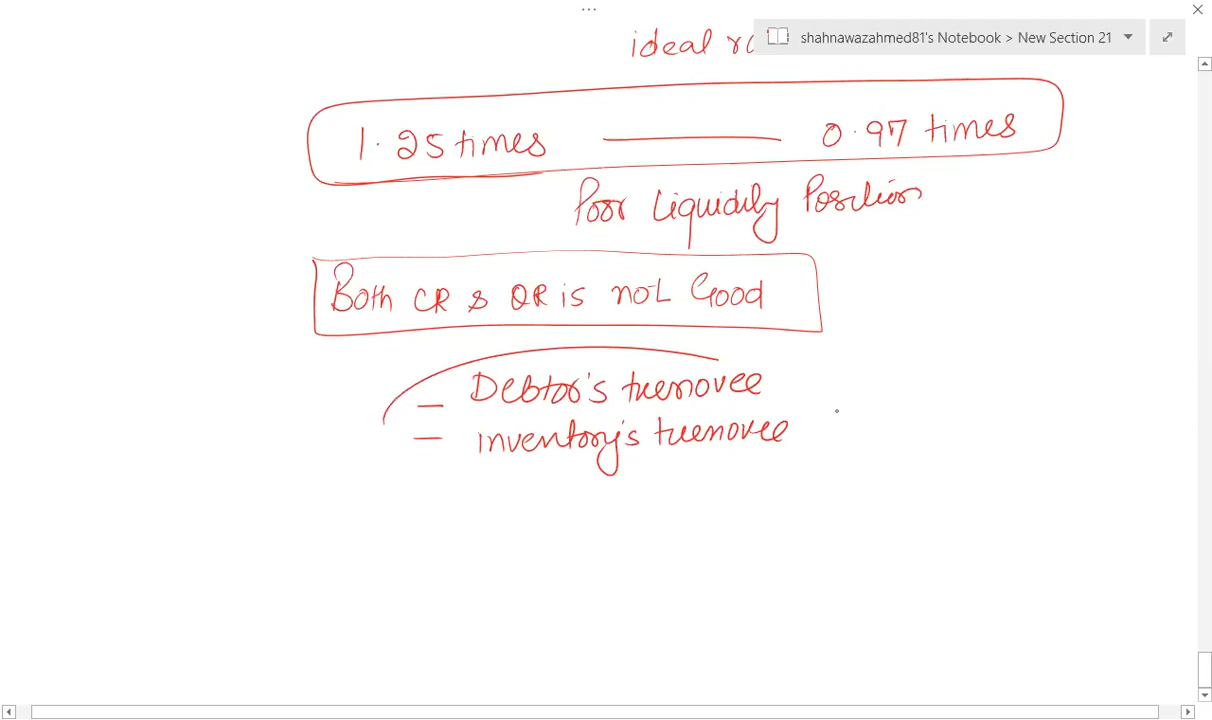 ...
shahnawazahmed81's Notebook > New Section 21
ideal
1.25 times — 0.97 times
Poor Liquidity Position
Both CR & QR is not Good
– Debtor's turnover
– inventory's turnover